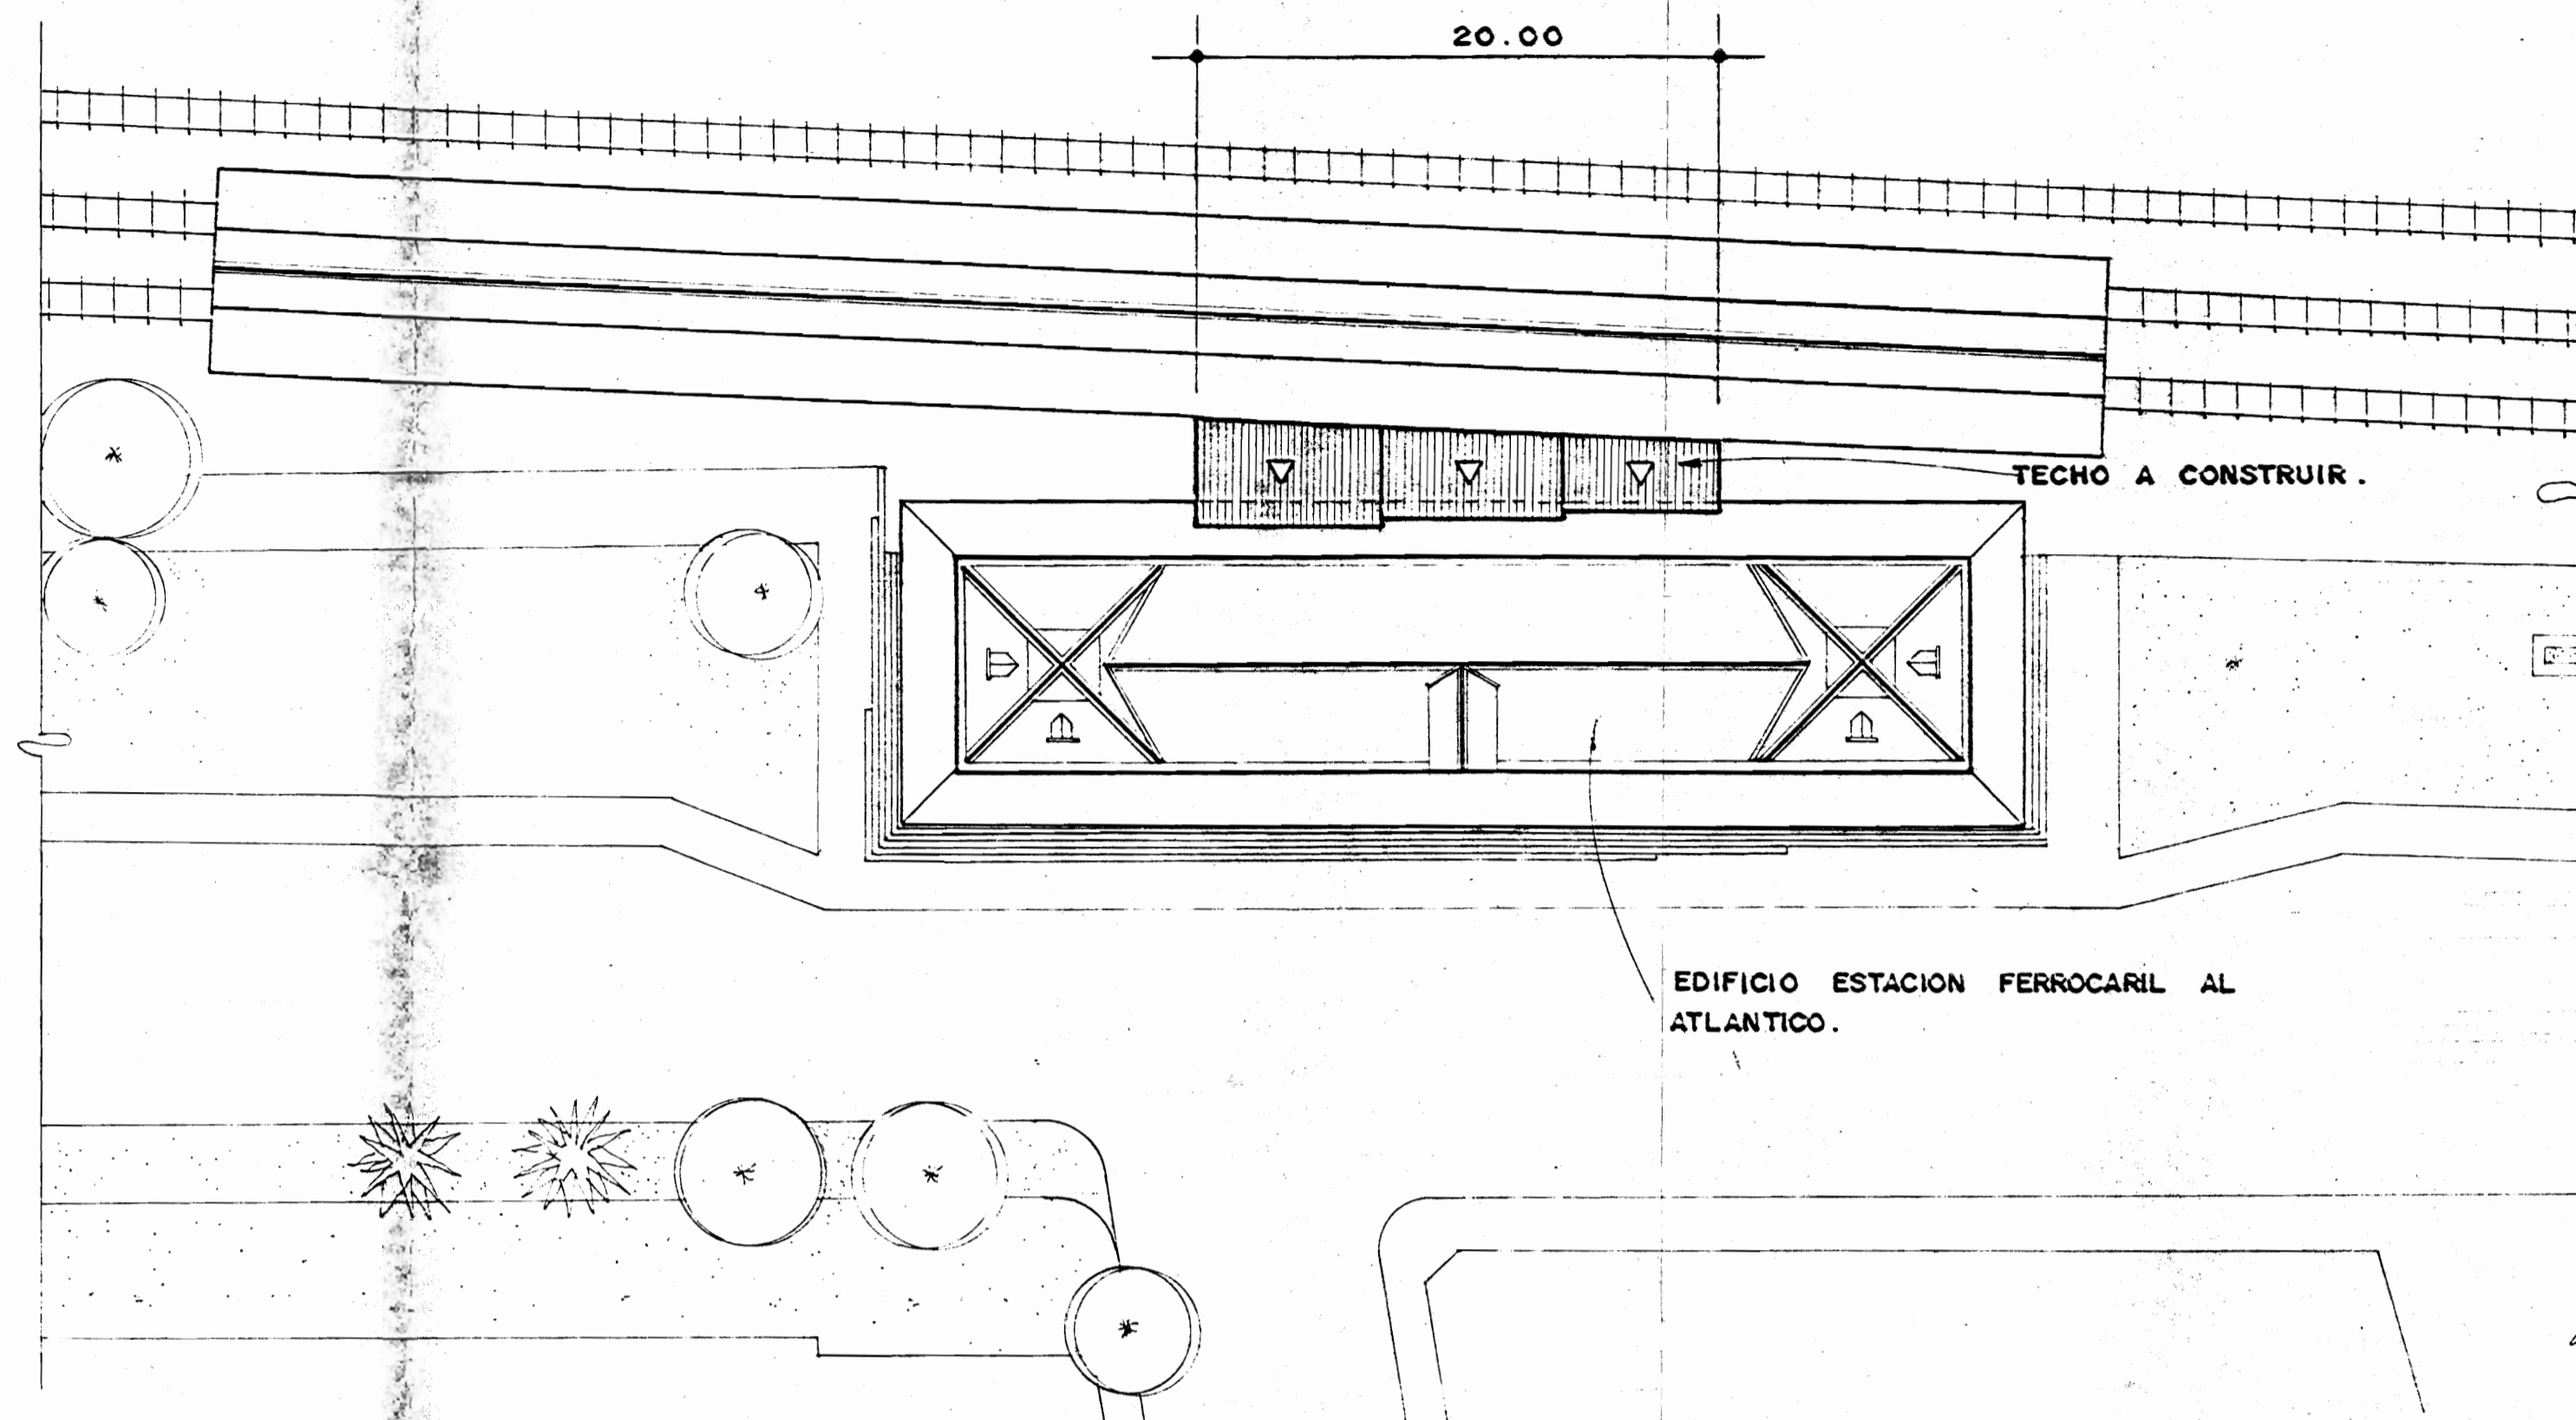 20.00
TECHO A CONSTRUIR.
EDIFICIO ESTACION FERROCARIL AL
ATLANTICO.